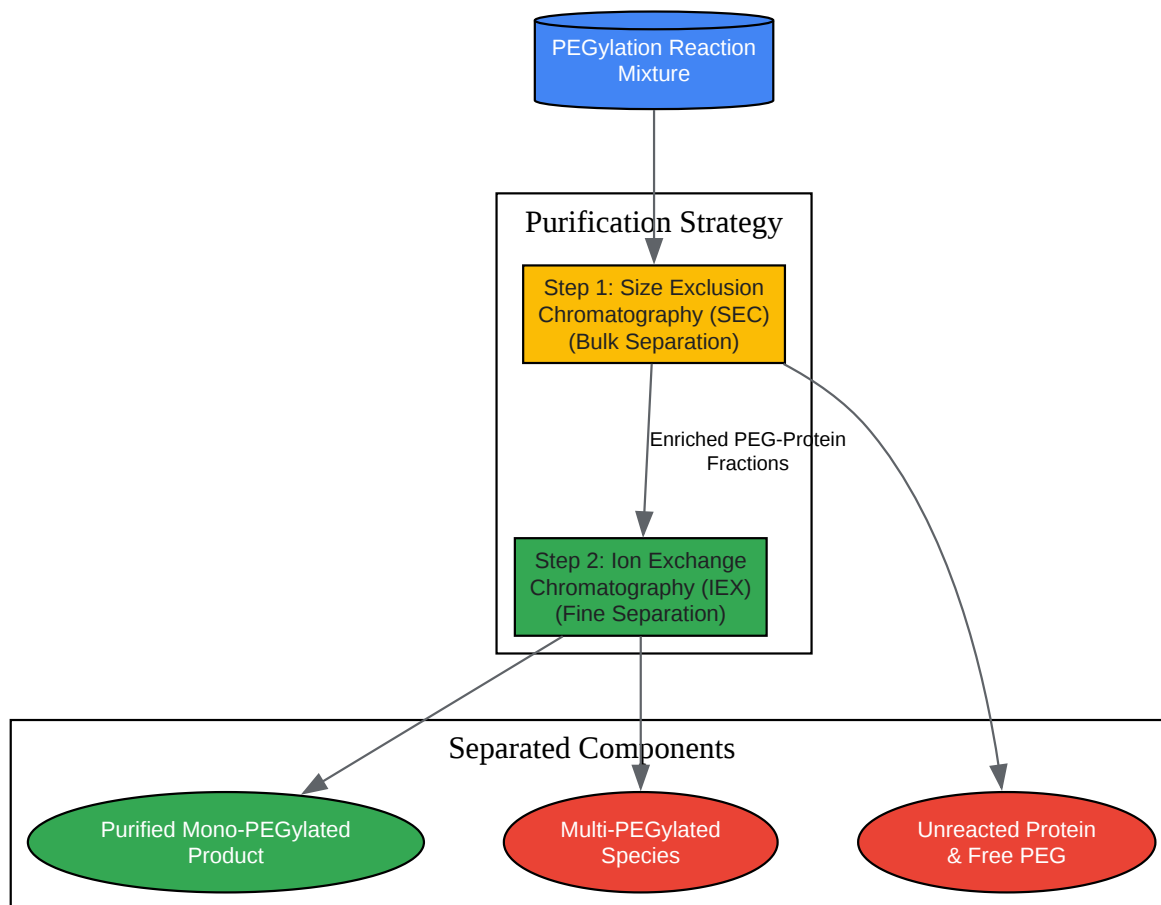 PEGylation Reaction
Mixture
Purification Strategy
Step 1: Size Exclusion
Chromatography (SEC)
(Bulk Separation)
Enriched PEG-Protein
Fractions
Step 2: Ion Exchange
Chromatography (IEX)
(Fine Separation)
Separated Components
Purified Mono-PEGylated
Product
Multi-PEGylated
Species
Unreacted Protein
& Free PEG